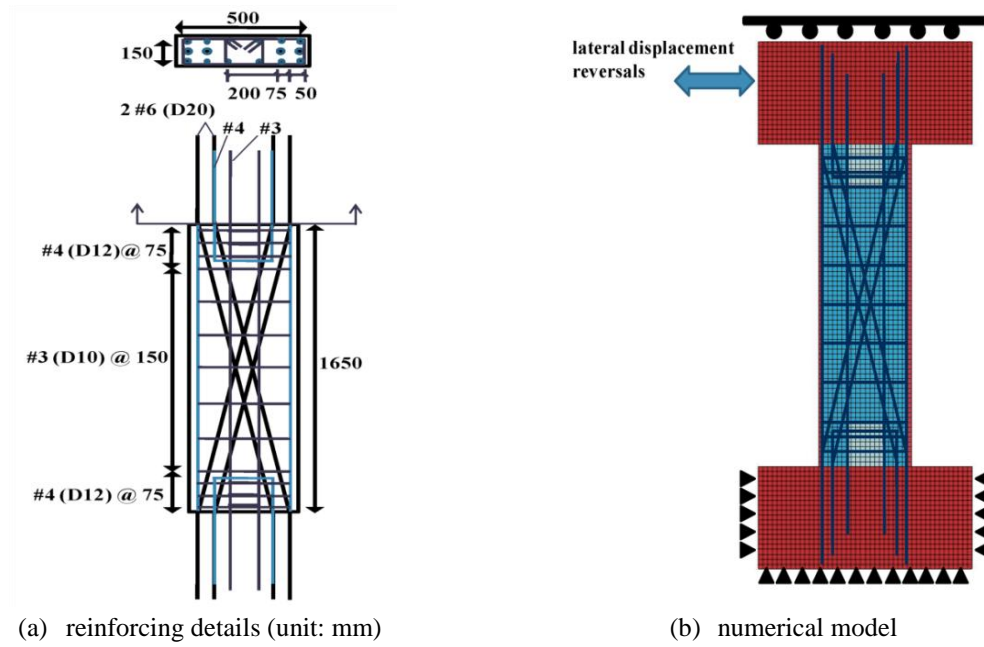 500
150
200 75 50
2 #6 (D20)
#4 #3
#4 (D12)@ 75
#3 (D10) @ 150
1650
#4 (D12) @ 75
(a) reinforcing details (unit: mm)
lateral displacement
reversals
(b) numerical model